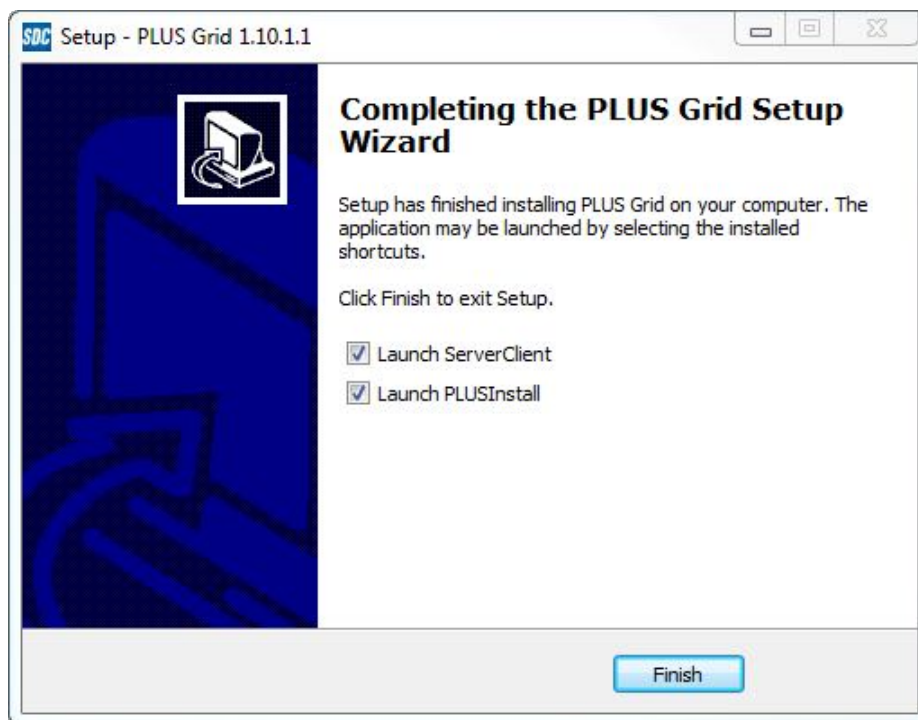 SDC Setup - PLUS Grid 1.10.1.1
Completing the PLUS Grid Setup
Wizard
Setup has finished installing PLUS Grid on your computer. The
application may be launched by selecting the installed
shortcuts.
Click Finish to exit Setup.
Launch ServerClient
Launch PLUSInstall
Finish